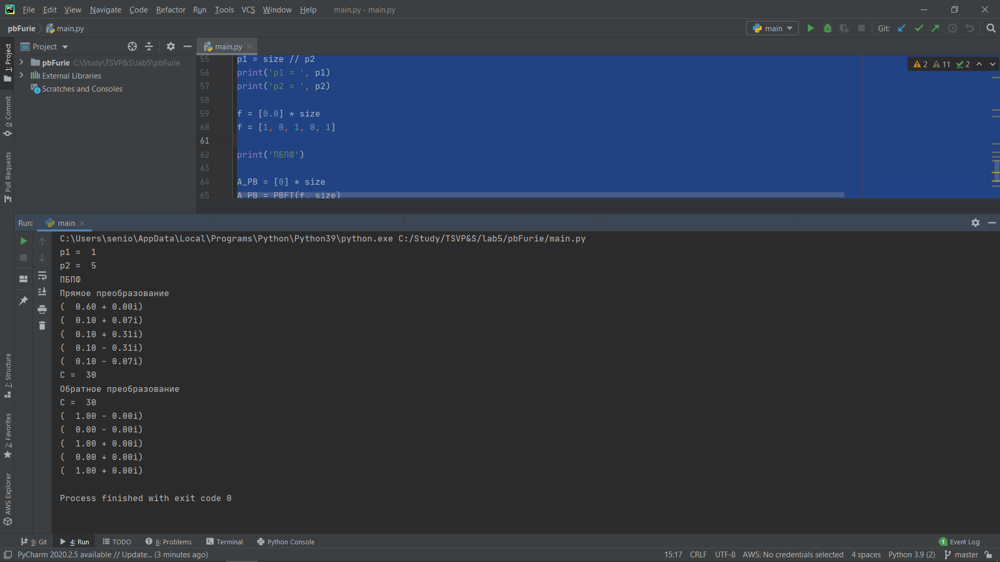 File Edit View Navigate Code Refactor Run Tools VCS Window Help main.py - main.py
pbFurie main.py main Git:
1: Project
0: Commit
Pull Requests
7: Structure
2: Favorites
AWS Explorer
Project
pbFurie C:\Study\TSVP&S\lab5\pbFurie
External Libraries
Scratches and Consoles
main.py
2 11 2
55 p1 = size // p2
56 print('p1 = ', p1)
57 print('p2 = ', p2)
58
59 f = [0.0] * size
60 f = [1, 0, 1, 0, 1]
61
62 print('ПБПФ')
63
64 A_PB = [0] * size
65 A_PB = PBFT(f, size)
Run: main
C:\Users\senio\AppData\Local\Programs\Python\Python39\python.exe C:/Study/TSVP&S/lab5/pbFurie/main.py
p1 =  1
p2 =  5
ПБПФ
Прямое преобразование
(  0.60 + 0.00i)
(  0.10 + 0.07i)
(  0.10 + 0.31i)
(  0.10 - 0.31i)
(  0.10 - 0.07i)
C =  30
Обратное преобразование
C =  30
(  1.00 - 0.00i)
(  0.00 - 0.00i)
(  1.00 + 0.00i)
(  0.00 + 0.00i)
(  1.00 + 0.00i)
Process finished with exit code 0
9: Git 4: Run TODO 6: Problems Terminal Python Console 1 Event Log
PyCharm 2020.2.5 available // Update... (3 minutes ago) 15:17 CRLF UTF-8 AWS: No credentials selected 4 spaces Python 3.9 (2) master